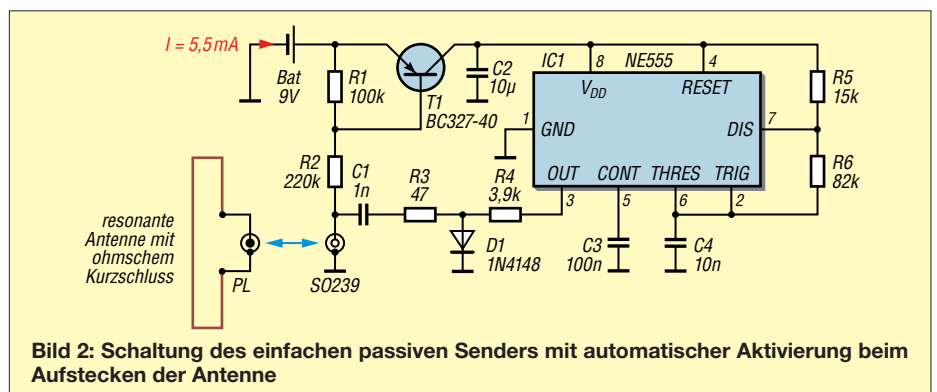 I = 5,5 mA
Bat
9V
R1
100k
T1
BC327-40
C2
10µ
IC1
NE555
8
4
V_DD
RESET
1
GND
DIS
7
OUT
CONT
THRES
TRIG
3
5
6
2
R5
15k
R6
82k
R2
220k
C1
1n
R3
47
R4
3,9k
D1
1N4148
C3
100n
C4
10n
resonante
Antenne mit
ohmschem
Kurzschluss
PL
SO239
Bild 2: Schaltung des einfachen passiven Senders mit automatischer Aktivierung beim
Aufstecken der Antenne